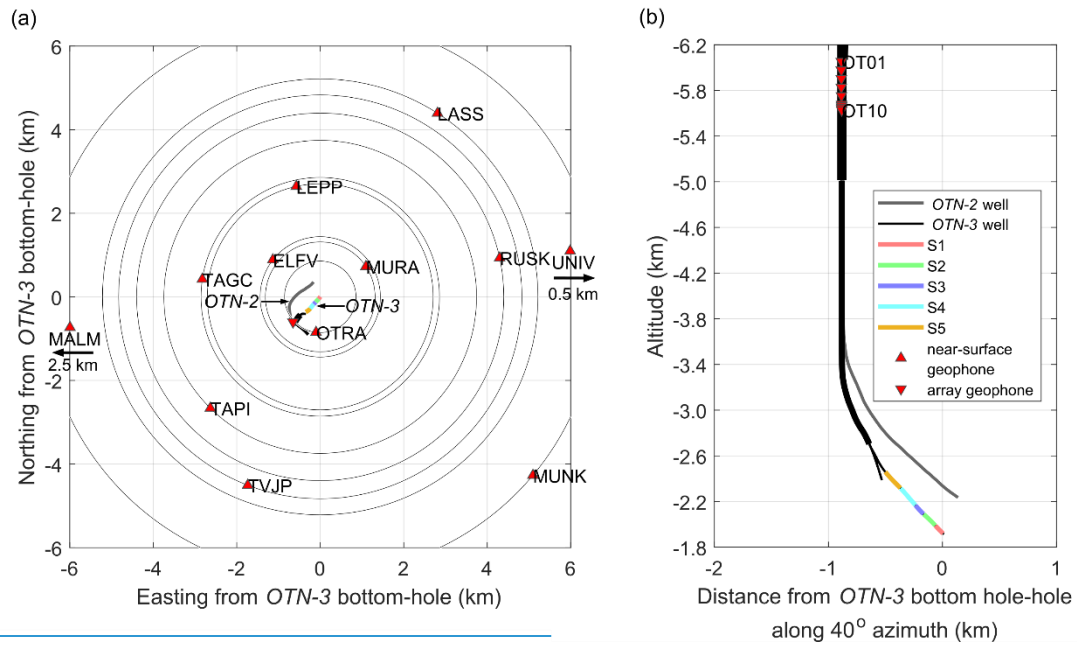 (a)
6
4
2
0
-2
-4
-6
-6
-4
-2
0
2
4
6
Northing from OTN-3 bottom-hole (km)
Easting from OTN-3 bottom-hole (km)
LASS
LEPP
ELFV
MURA
RUSK
UNIV
0.5 km
TAGC
OTN-2
OTN-3
OTRA
MALM
2.5 km
TAPI
TVJP
MUNK
(b)
-6.2
-5.8
-5.4
-5.0
-4.6
-4.2
-3.8
-3.4
-3.0
-2.6
-2.2
-1.8
-2
-1
0
1
Altitude (km)
OT01
OT10
OTN-2 well
OTN-3 well
S1
S2
S3
S4
S5
near-surface
geophone
array geophone
Distance from OTN-3 bottom hole-hole
along 40° azimuth (km)